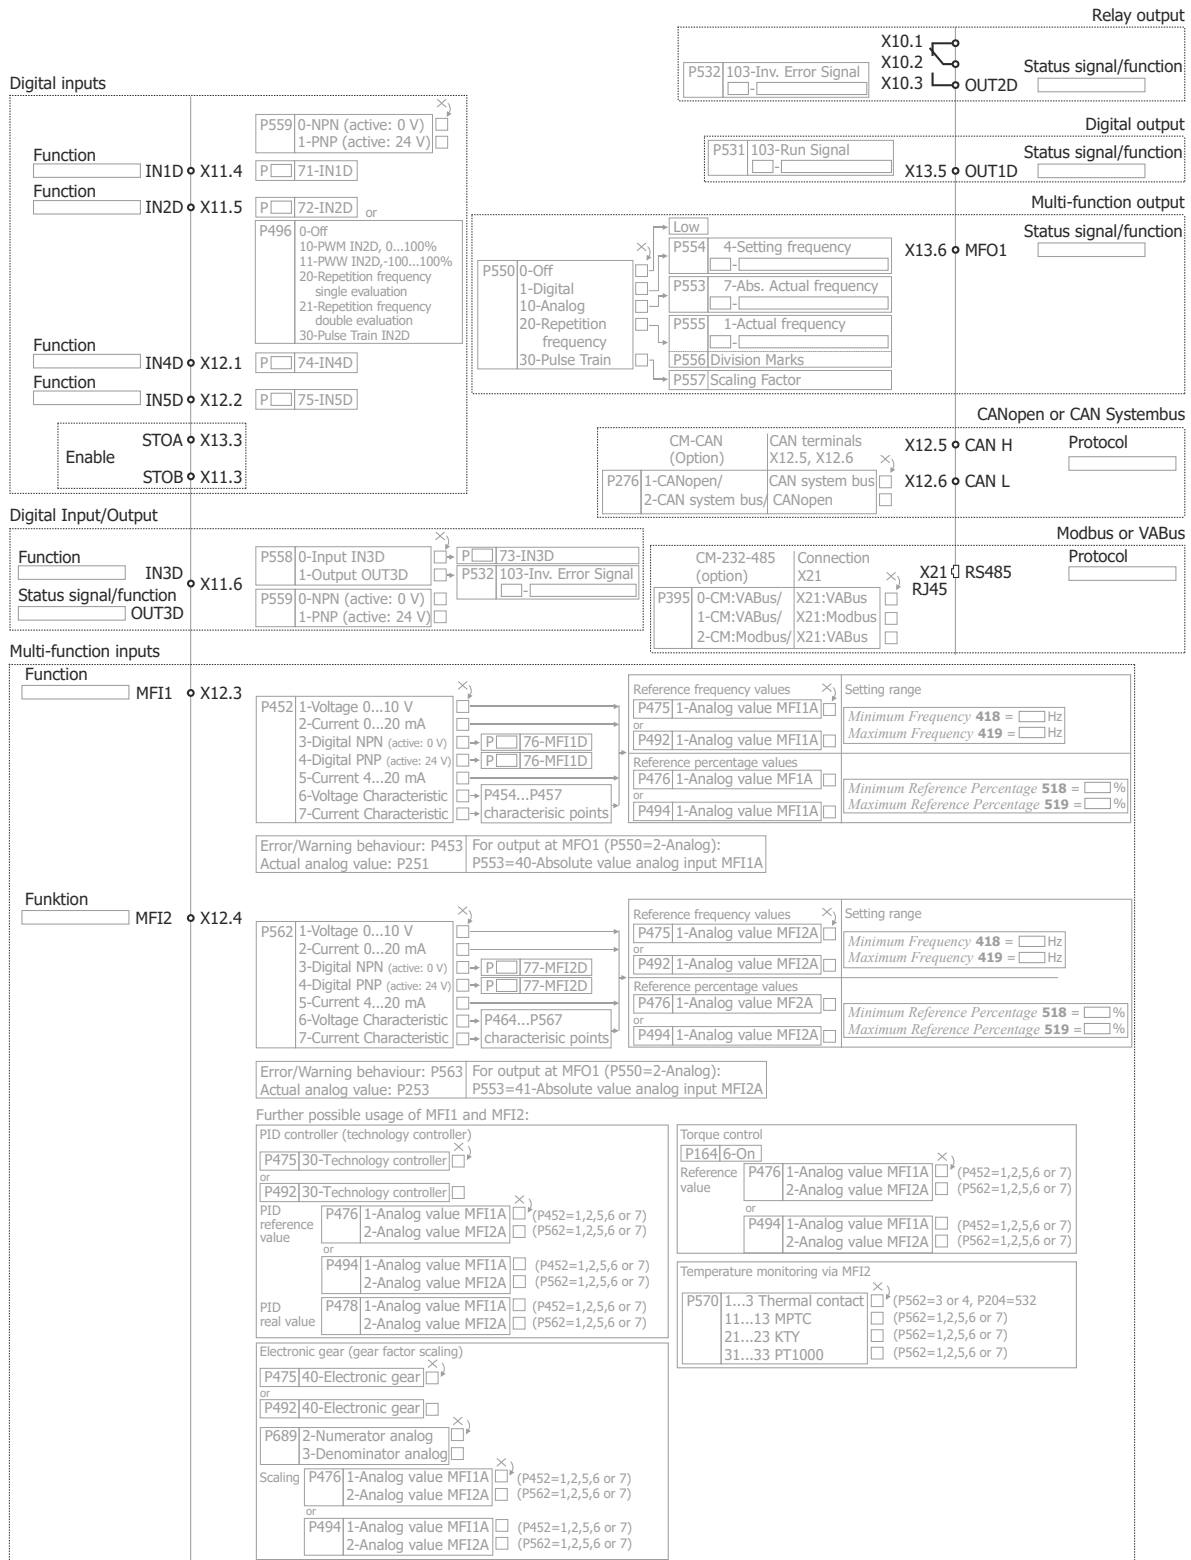 Relay output
X10.1
X10.2
X10.3
OUT2D
P532 103-Inv. Error Signal
-
Status signal/function
Digital inputs
P559 0-NPN (active: 0 V)
1-PNP (active: 24 V)
Function
IN1D X11.4 P 71-IN1D
Function
IN2D X11.5 P 72-IN2D or
P496 0-Off
10-PWM IN2D, 0...100%
11-PWW IN2D,-100...100%
20-Repetition frequency
single evaluation
21-Repetition frequency
double evaluation
30-Pulse Train IN2D
Function
IN4D X12.1 P 74-IN4D
Function
IN5D X12.2 P 75-IN5D
STOA X13.3
Enable
STOB X11.3
Digital output
P531 103-Run Signal
-
X13.5 OUT1D
Status signal/function
Multi-function output
Status signal/function
X13.6 MFO1
P550 0-Off
1-Digital
10-Analog
20-Repetition
frequency
30-Pulse Train
Low
P554 4-Setting frequency
-
P553 7-Abs. Actual frequency
-
P555 1-Actual frequency
-
P556 Division Marks
P557 Scaling Factor
CANopen or CAN Systembus
CM-CAN CAN terminals
(Option) X12.5, X12.6
P276 1-CANopen/ CAN system bus
2-CAN system bus/ CANopen
X12.5 CAN H
X12.6 CAN L
Protocol
Digital Input/Output
Function
IN3D
X11.6
Status signal/function
OUT3D
P558 0-Input IN3D P 73-IN3D
1-Output OUT3D P532 103-Inv. Error Signal
-
P559 0-NPN (active: 0 V)
1-PNP (active: 24 V)
Modbus or VABus
CM-232-485 Connection
(option) X21
P395 0-CM:VABus/ X21:VABus
1-CM:VABus/ X21:Modbus
2-CM:Modbus/ X21:VABus
X21 RS485
RJ45
Protocol
Multi-function inputs
Function
MFI1 X12.3
P452 1-Voltage 0...10 V
2-Current 0...20 mA
3-Digital NPN (active: 0 V) P 76-MFI1D
4-Digital PNP (active: 24 V) P 76-MFI1D
5-Current 4...20 mA
6-Voltage Characteristic P454...P457
7-Current Characteristic characterisic points
Reference frequency values
P475 1-Analog value MFI1A
or
P492 1-Analog value MFI1A
Reference percentage values
P476 1-Analog value MF1A
or
P494 1-Analog value MFI1A
Setting range
Minimum Frequency 418 = Hz
Maximum Frequency 419 = Hz
Minimum Reference Percentage 518 = %
Maximum Reference Percentage 519 = %
Error/Warning behaviour: P453 For output at MFO1 (P550=2-Analog):
Actual analog value: P251 P553=40-Absolute value analog input MFI1A
Funktion
MFI2 X12.4
P562 1-Voltage 0...10 V
2-Current 0...20 mA
3-Digital NPN (active: 0 V) P 77-MFI2D
4-Digital PNP (active: 24 V) P 77-MFI2D
5-Current 4...20 mA
6-Voltage Characteristic P464...P567
7-Current Characteristic characterisic points
Reference frequency values
P475 1-Analog value MFI2A
or
P492 1-Analog value MFI2A
Reference percentage values
P476 1-Analog value MF2A
or
P494 1-Analog value MFI2A
Setting range
Minimum Frequency 418 = Hz
Maximum Frequency 419 = Hz
Minimum Reference Percentage 518 = %
Maximum Reference Percentage 519 = %
Error/Warning behaviour: P563 For output at MFO1 (P550=2-Analog):
Actual analog value: P253 P553=41-Absolute value analog input MFI2A
Further possible usage of MFI1 and MFI2:
PID controller (technology controller)
P475 30-Technology controller
or
P492 30-Technology controller
PID
reference
value
P476 1-Analog value MFI1A (P452=1,2,5,6 or 7)
2-Analog value MFI2A (P562=1,2,5,6 or 7)
or
P494 1-Analog value MFI1A (P452=1,2,5,6 or 7)
2-Analog value MFI2A (P562=1,2,5,6 or 7)
PID
real value
P478 1-Analog value MFI1A (P452=1,2,5,6 or 7)
2-Analog value MFI2A (P562=1,2,5,6 or 7)
Torque control
P164 6-On
Reference
value
P476 1-Analog value MFI1A (P452=1,2,5,6 or 7)
2-Analog value MFI2A (P562=1,2,5,6 or 7)
or
P494 1-Analog value MFI1A (P452=1,2,5,6 or 7)
2-Analog value MFI2A (P562=1,2,5,6 or 7)
Temperature monitoring via MFI2
P570 1...3 Thermal contact (P562=3 or 4, P204=532
11...13 MPTC (P562=1,2,5,6 or 7)
21...23 KTY (P562=1,2,5,6 or 7)
31...33 PT1000 (P562=1,2,5,6 or 7)
Electronic gear (gear factor scaling)
P475 40-Electronic gear
or
P492 40-Electronic gear
P689 2-Numerator analog
3-Denominator analog
Scaling P476 1-Analog value MFI1A (P452=1,2,5,6 or 7)
2-Analog value MFI2A (P562=1,2,5,6 or 7)
or
P494 1-Analog value MFI1A (P452=1,2,5,6 or 7)
2-Analog value MFI2A (P562=1,2,5,6 or 7)